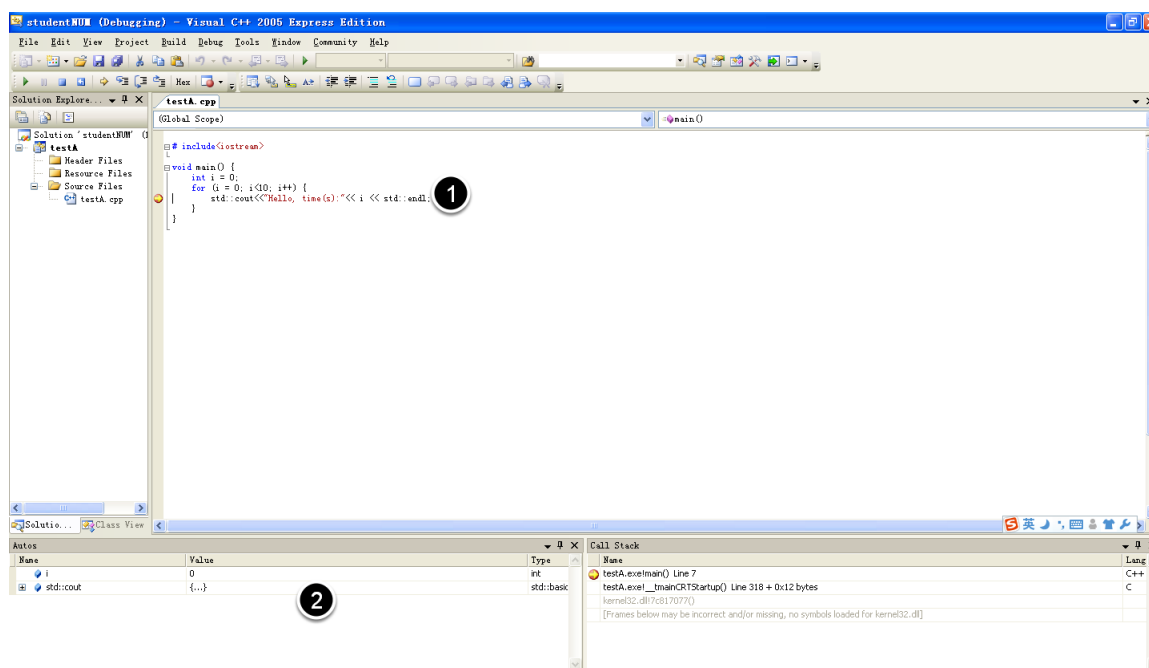 studentNUM (Debugging) - Visual C++ 2005 Express Edition
File Edit View Project Build Debug Tools Window Community Help
Hex
Solution Explore...
testA.cpp
(Global Scope)
main()
Solution 'studentNUM' (1
testA
Header Files
Resource Files
Source Files
testA.cpp
# include<iostream>
void main() {
int i = 0;
for (i = 0; i<10; i++) {
std::cout<<"Hello, time(s):"<< i << std::endl;
}
}
1
Solutio... Class View
英
Autos
Name Value Type
i 0 int
std::cout {...} std::basic
2
Call Stack
Name Lang
testA.exe!main() Line 7 C++
testA.exe!__tmainCRTStartup() Line 318 + 0x12 bytes C
kernel32.dll!7c817077()
[Frames below may be incorrect and/or missing, no symbols loaded for kernel32.dll]